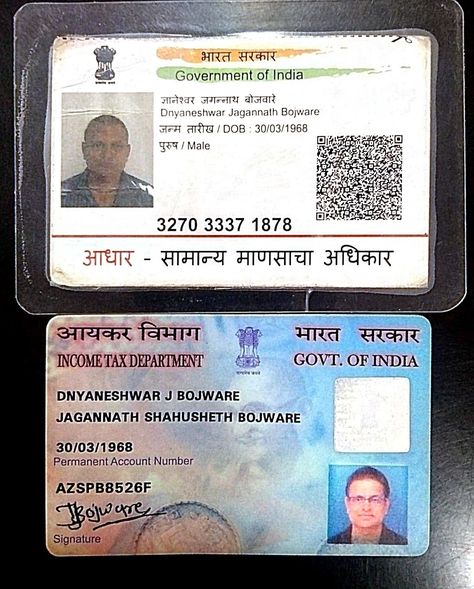 भारत सरकार
Government of India
ज्ञानेश्वर जगन्नाथ बोजवारे
Dnyaneshwar Jagannath Bojware
जन्म तारीख / DOB : 30/03/1968
पुरुष / Male
3270 3337 1878
आधार - सामान्य माणसाचा अधिकार
आयकर विभाग
INCOME TAX DEPARTMENT
भारत सरकार
GOVT. OF INDIA
DNYANESHWAR J BOJWARE
JAGANNATH SHAHUSHETH BOJWARE
30/03/1968
Permanent Account Number
AZSPB8526F
Bojware
Signature